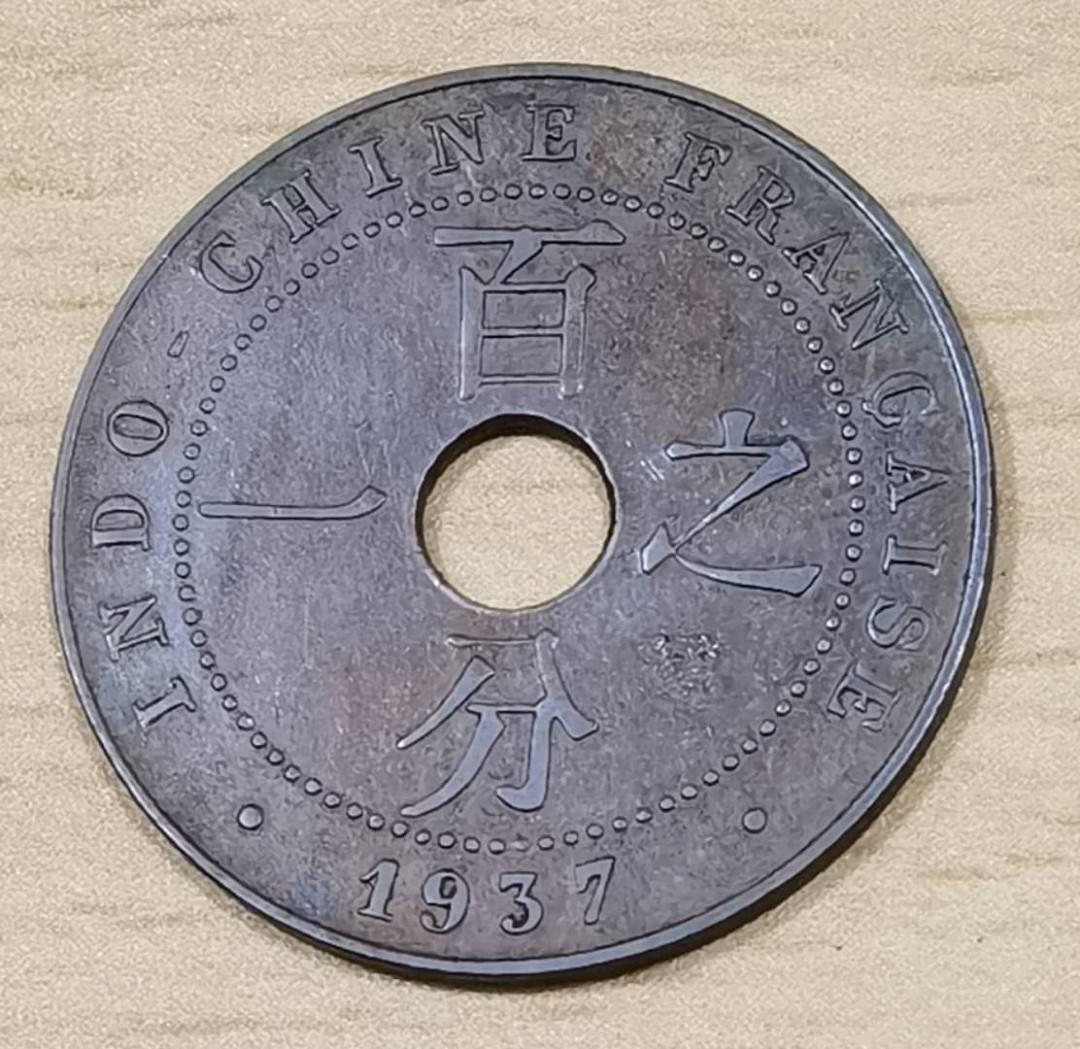 INDO-CHINE FRANÇAISE
百
之
分
一
1937